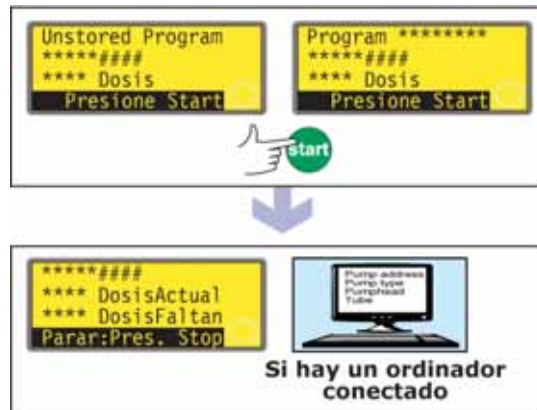 Unstored Program
*****####
**** Dosis
Presione Start
Program ********
*****####
**** Dosis
Presione Start
start
*****####
**** DosisActual
**** DosisFaltan
Parar:Pres. Stop
Pump address
Pump type
Pumphead
Tube
Si hay un ordinador
conectado